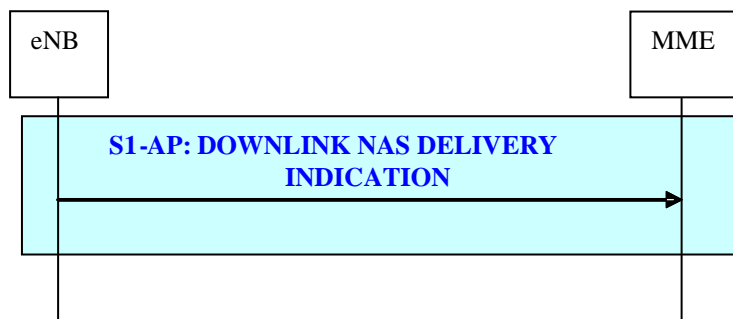 eNB
MME
S1-AP: DOWNLINK NAS DELIVERY
INDICATION